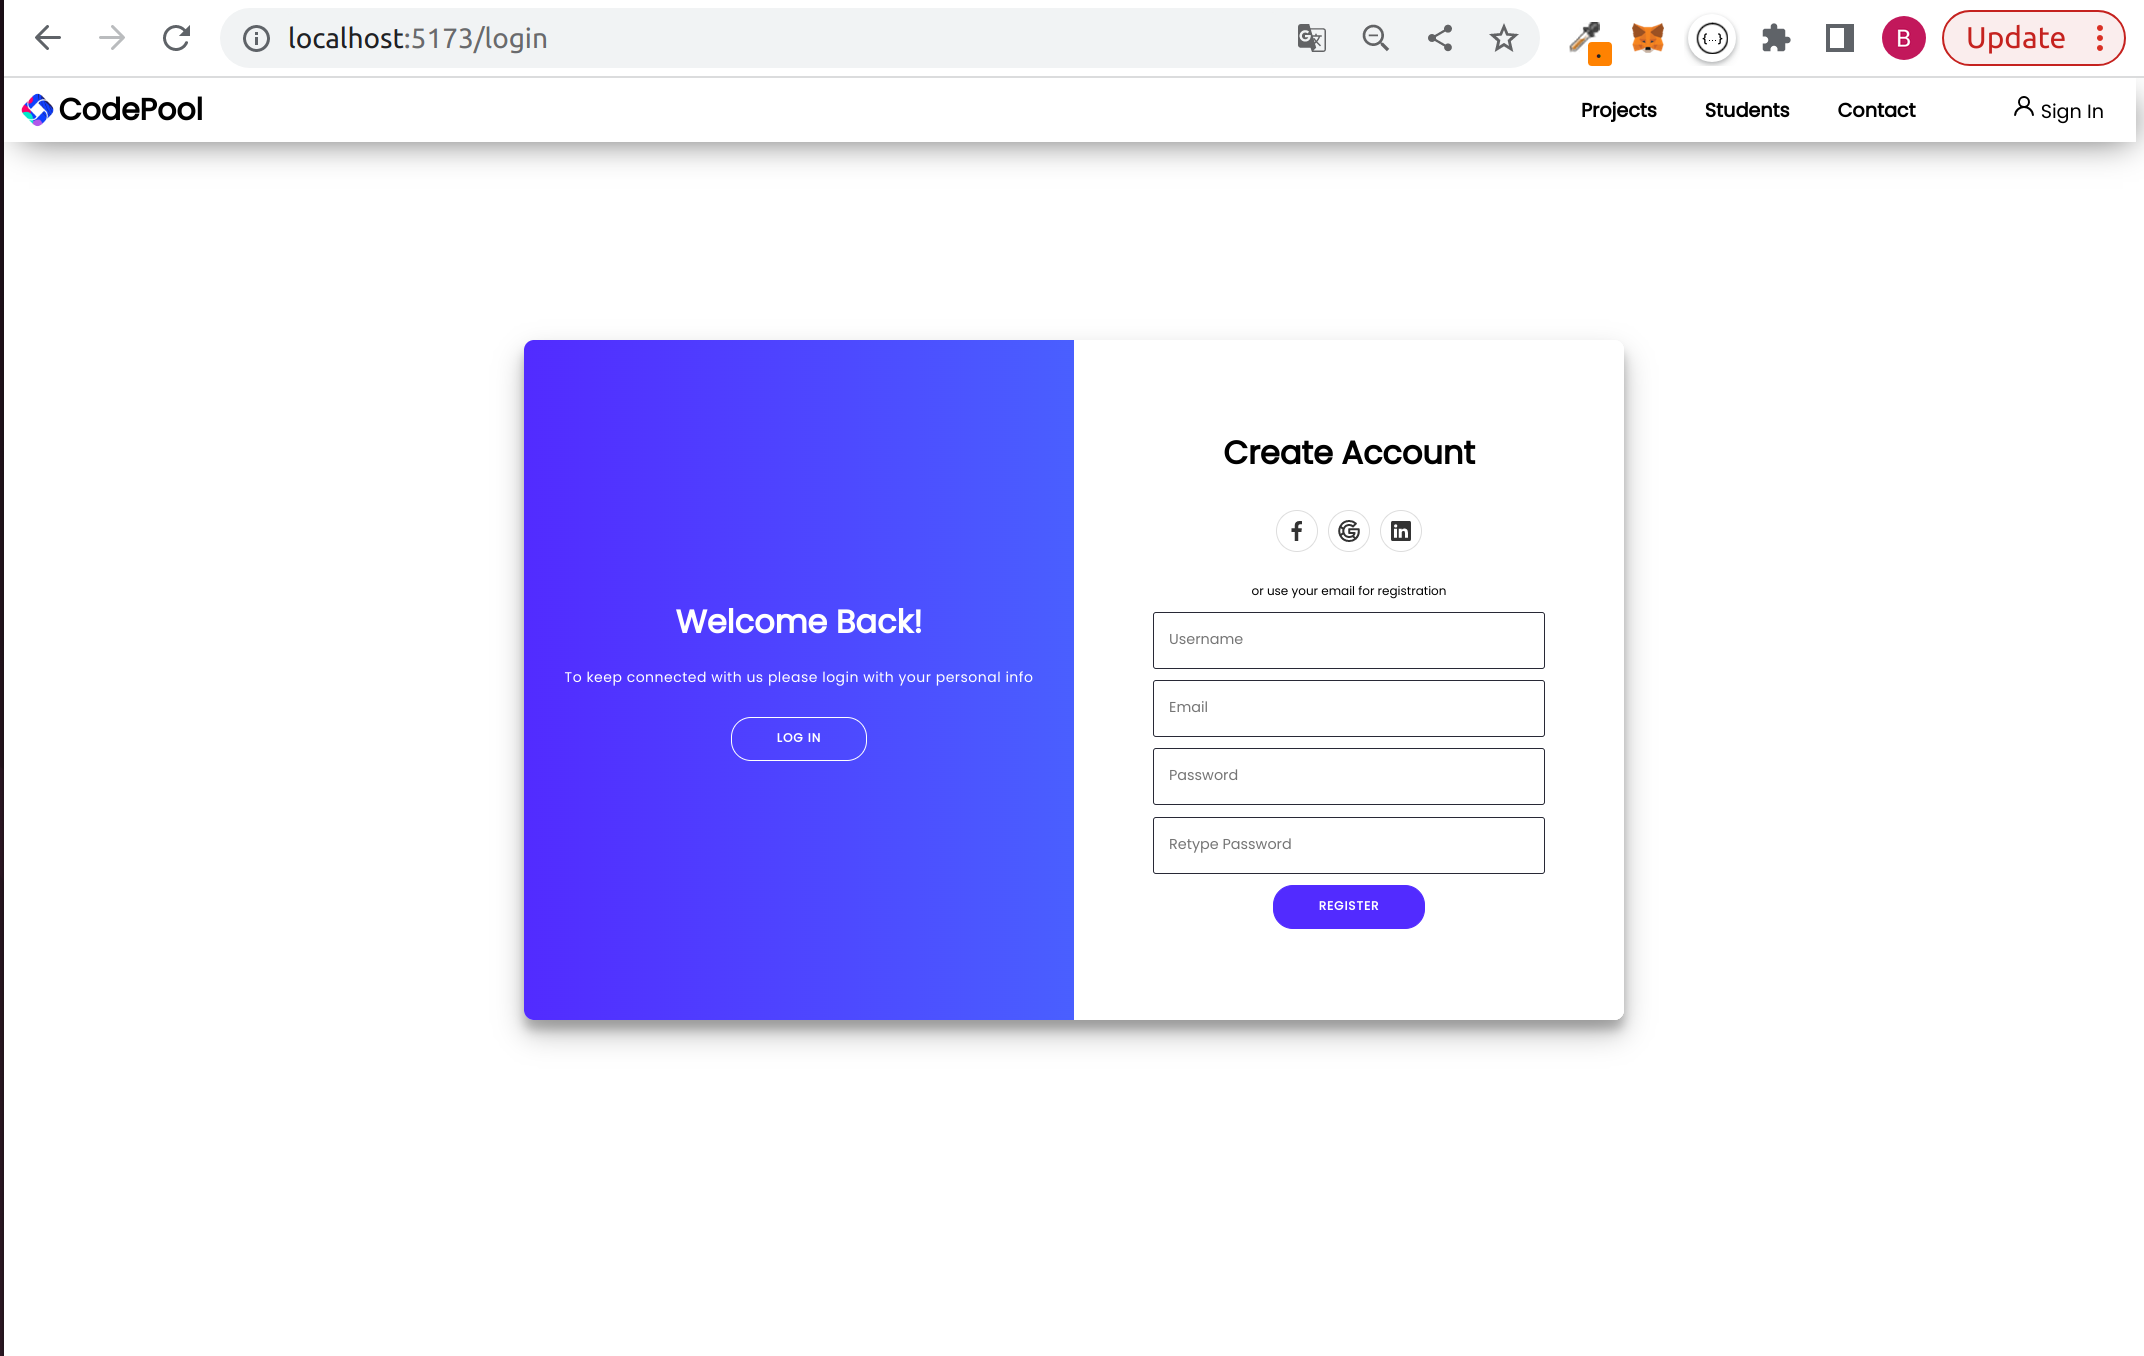 localhost:5173/login
B
Update
CodePool
Projects
Students
Contact
Sign In
Create Account
or use your email for registration
Username
Email
Password
Retype Password
REGISTER
Welcome Back!
To keep connected with us please login with your personal info
LOG IN